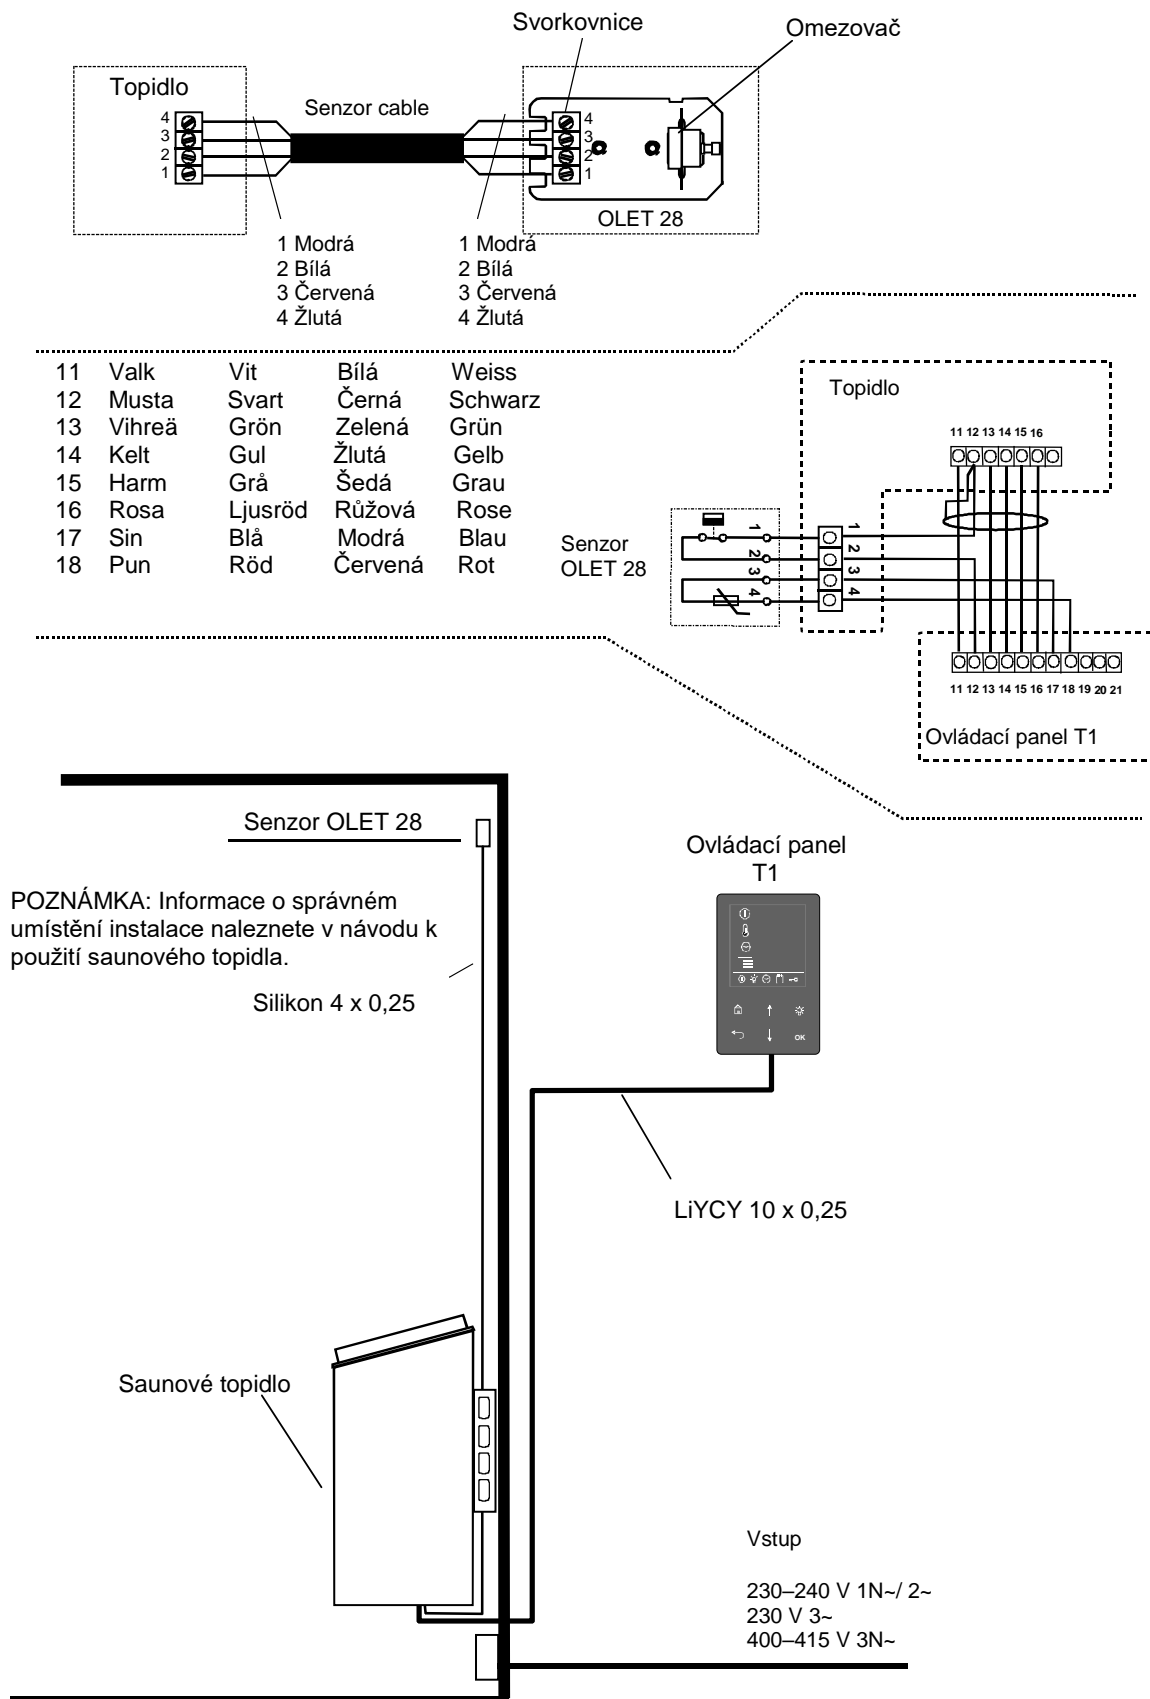 Svorkovnice
Omezovač
Topidlo
Senzor cable
4
3
2
1
4
3
2
1
OLET 28
1 Modrá
2 Bílá
3 Červená
4 Žlutá
1 Modrá
2 Bílá
3 Červená
4 Žlutá
11 Valk Vit Bílá Weiss
12 Musta Svart Černá Schwarz
13 Vihreä Grön Zelená Grün
14 Kelt Gul Žlutá Gelb
15 Harm Grå Šedá Grau
16 Rosa Ljusröd Růžová Rose
17 Sin Blå Modrá Blau
18 Pun Röd Červená Rot
Topidlo
11 12 13 14 15 16
Senzor
OLET 28
1
2
3
4
1
2
3
4
11 12 13 14 15 16 17 18 19 20 21
Ovládací panel T1
Senzor OLET 28
Ovládací panel
T1
POZNÁMKA: Informace o správném
umístění instalace naleznete v návodu k
použití saunového topidla.
Silikon 4 x 0,25
OK
LiYCY 10 x 0,25
Saunové topidlo
Vstup
230–240 V 1N~/ 2~
230 V 3~
400–415 V 3N~